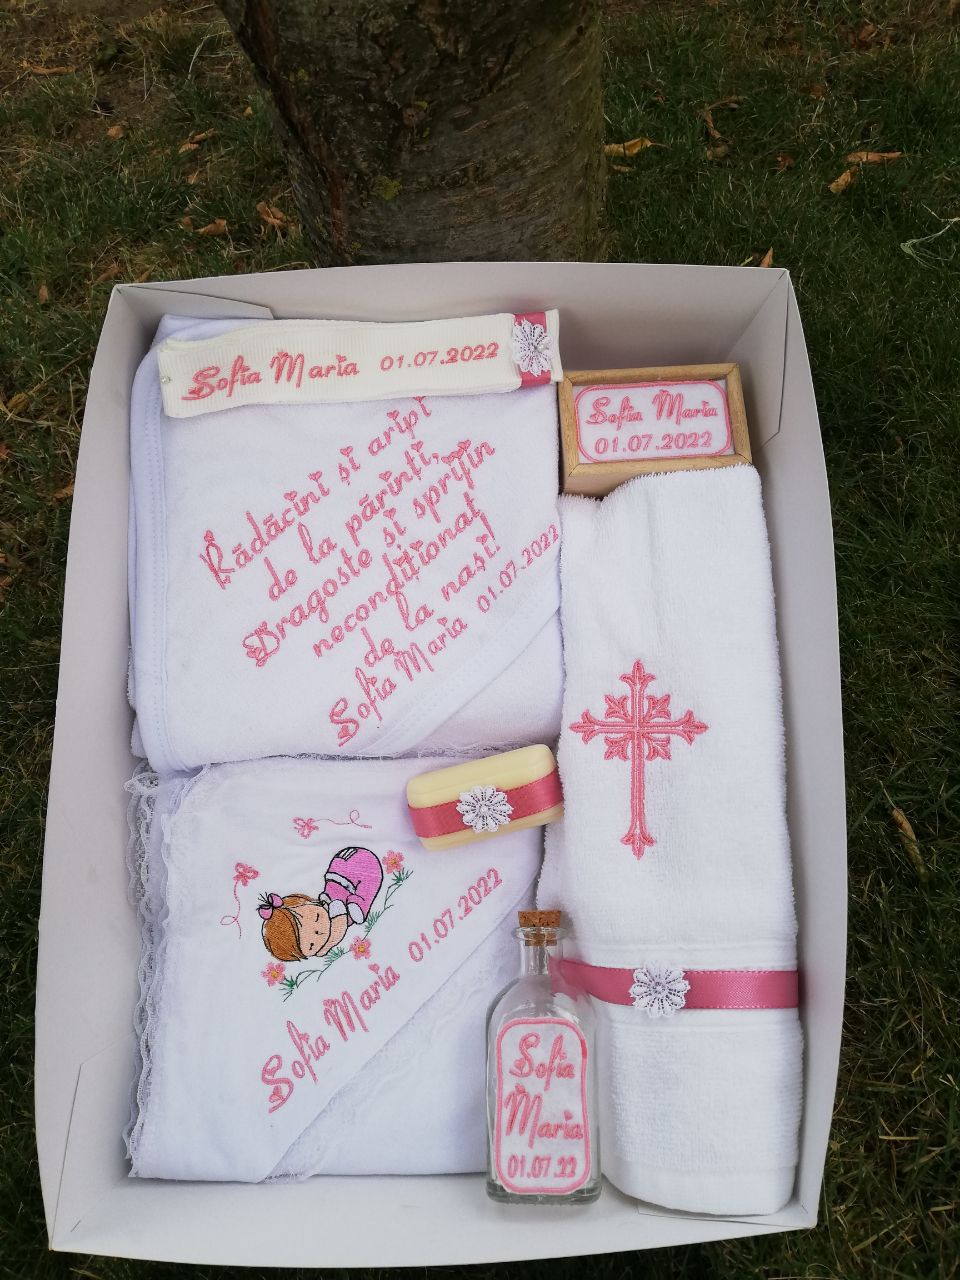 Sofia Maria 01.07.2022
Sofia Maria
01.07.2022
Rădăcini și aripi
de la părinți,
Dragoste și sprijin
necondiționat
de la nași!
Sofia Maria 01.07.2022
Sofia Maria 01.07.2022
Sofia
Maria
01.07.22